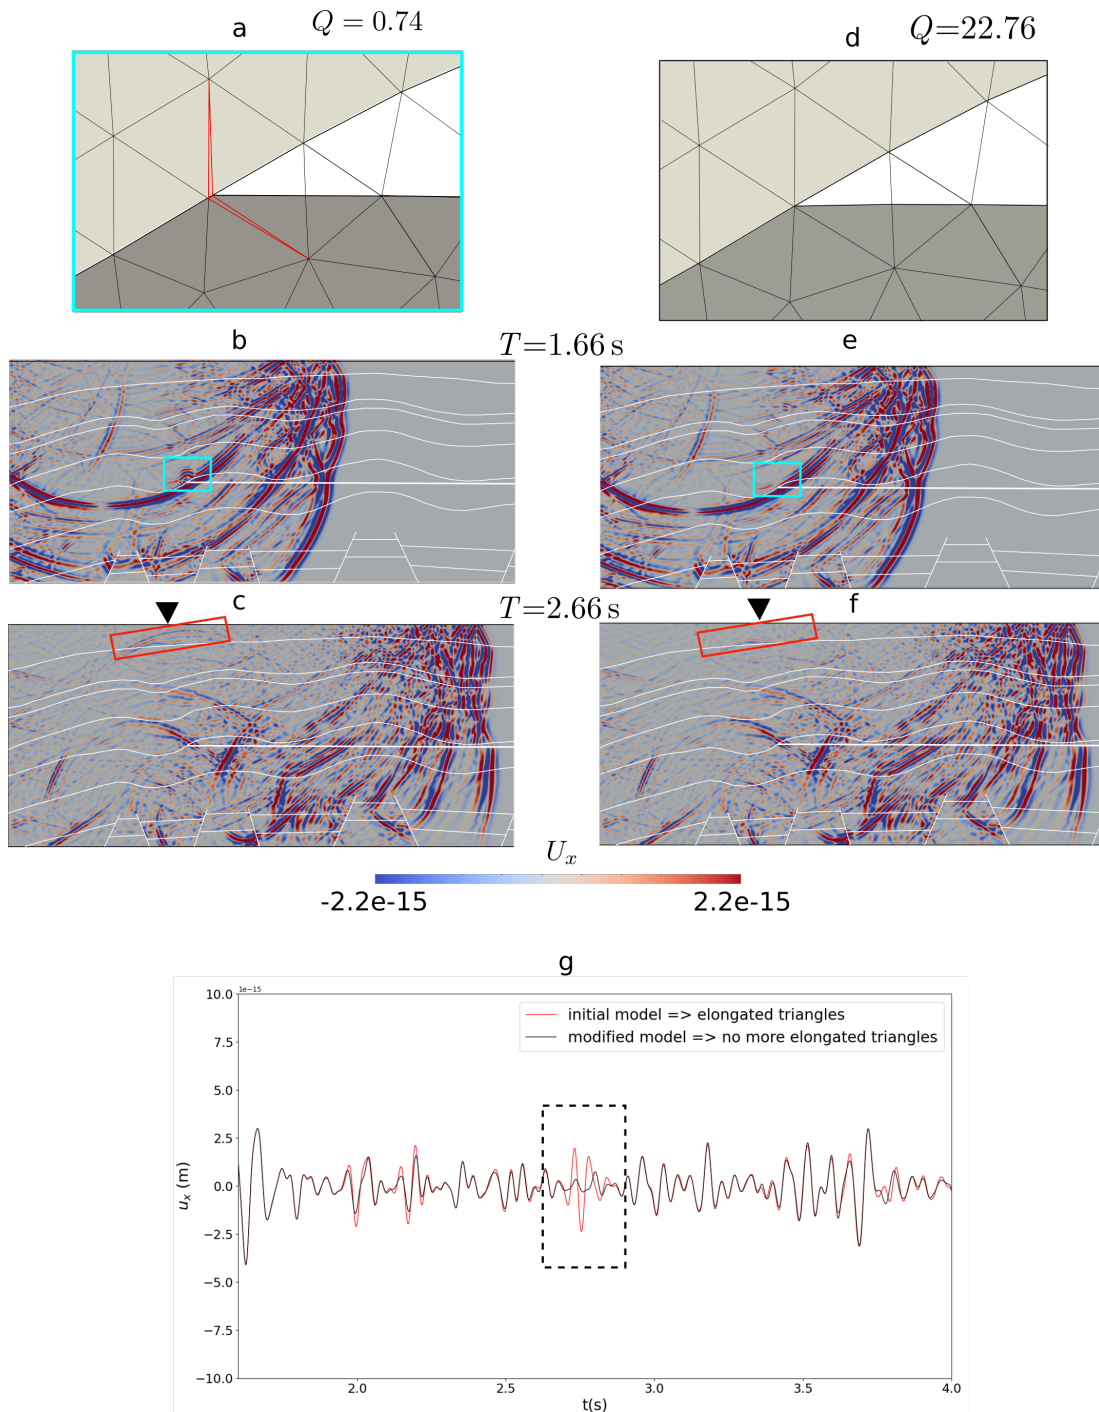 a
Q = 0.74
d
Q=22.76
b
T=1.66 s
e
c
T=2.66 s
f
U_x
-2.2e-15
2.2e-15
g
1e-15
initial model => elongated triangles
modified model => no more elongated triangles
10.0
7.5
5.0
2.5
0.0
−2.5
−5.0
−7.5
−10.0
u_x (m)
2.0
2.5
3.0
3.5
4.0
t(s)